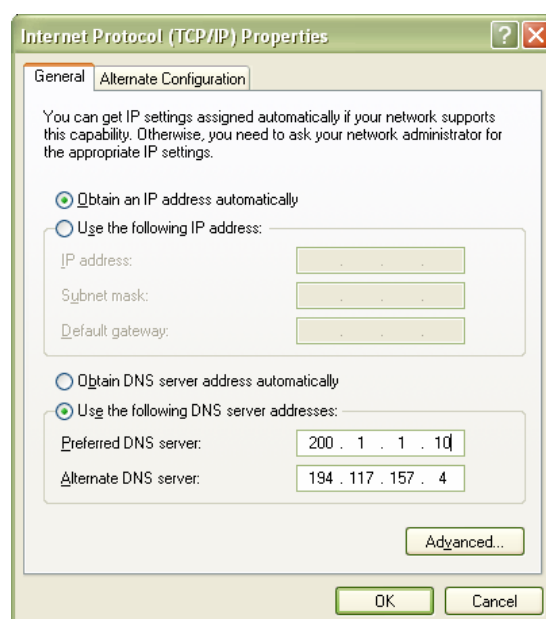 Internet Protocol (TCP/IP) Properties
General
Alternate Configuration
You can get IP settings assigned automatically if your network supports
this capability. Otherwise, you need to ask your network administrator for
the appropriate IP settings.
Obtain an IP address automatically
Use the following IP address:
IP address:
Subnet mask:
Default gateway:
Obtain DNS server address automatically
Use the following DNS server addresses:
Preferred DNS server: 200 . 1 . 1 . 10
Alternate DNS server: 194 . 117 . 157 . 4
Advanced...
OK Cancel